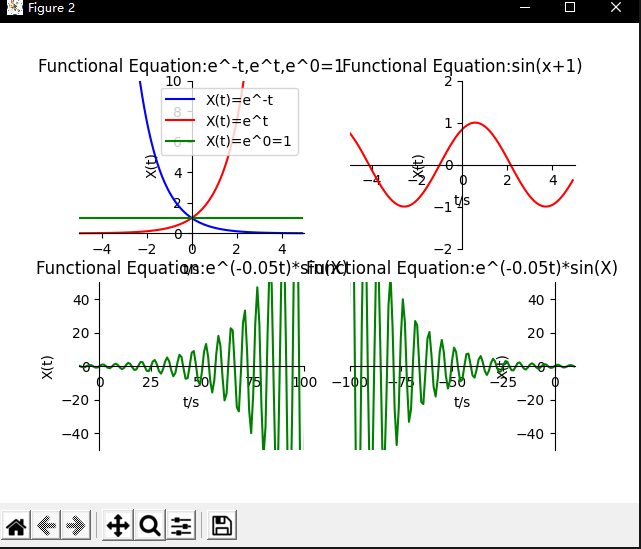 Figure 2
Functional Equation:e^-t,e^t,e^0=1
Functional Equation:sin(x+1)
10
8
6
4
2
0
X(t)
X(t)=e^-t
X(t)=e^t
X(t)=e^0=1
−4 −2 0 2 4
t/s
2
1
0
−1
−2
X(t)
−4 −2 0 2 4
t/s
Functional Equation:e^(-0.05t)*sin(X)
Functional Equation:e^(-0.05t)*sin(X)
40
20
0
−20
−40
X(t)
0 25 50 75 100
t/s
40
20
0
−20
−40
X(t)
−100 −75 −50 −25 0
t/s